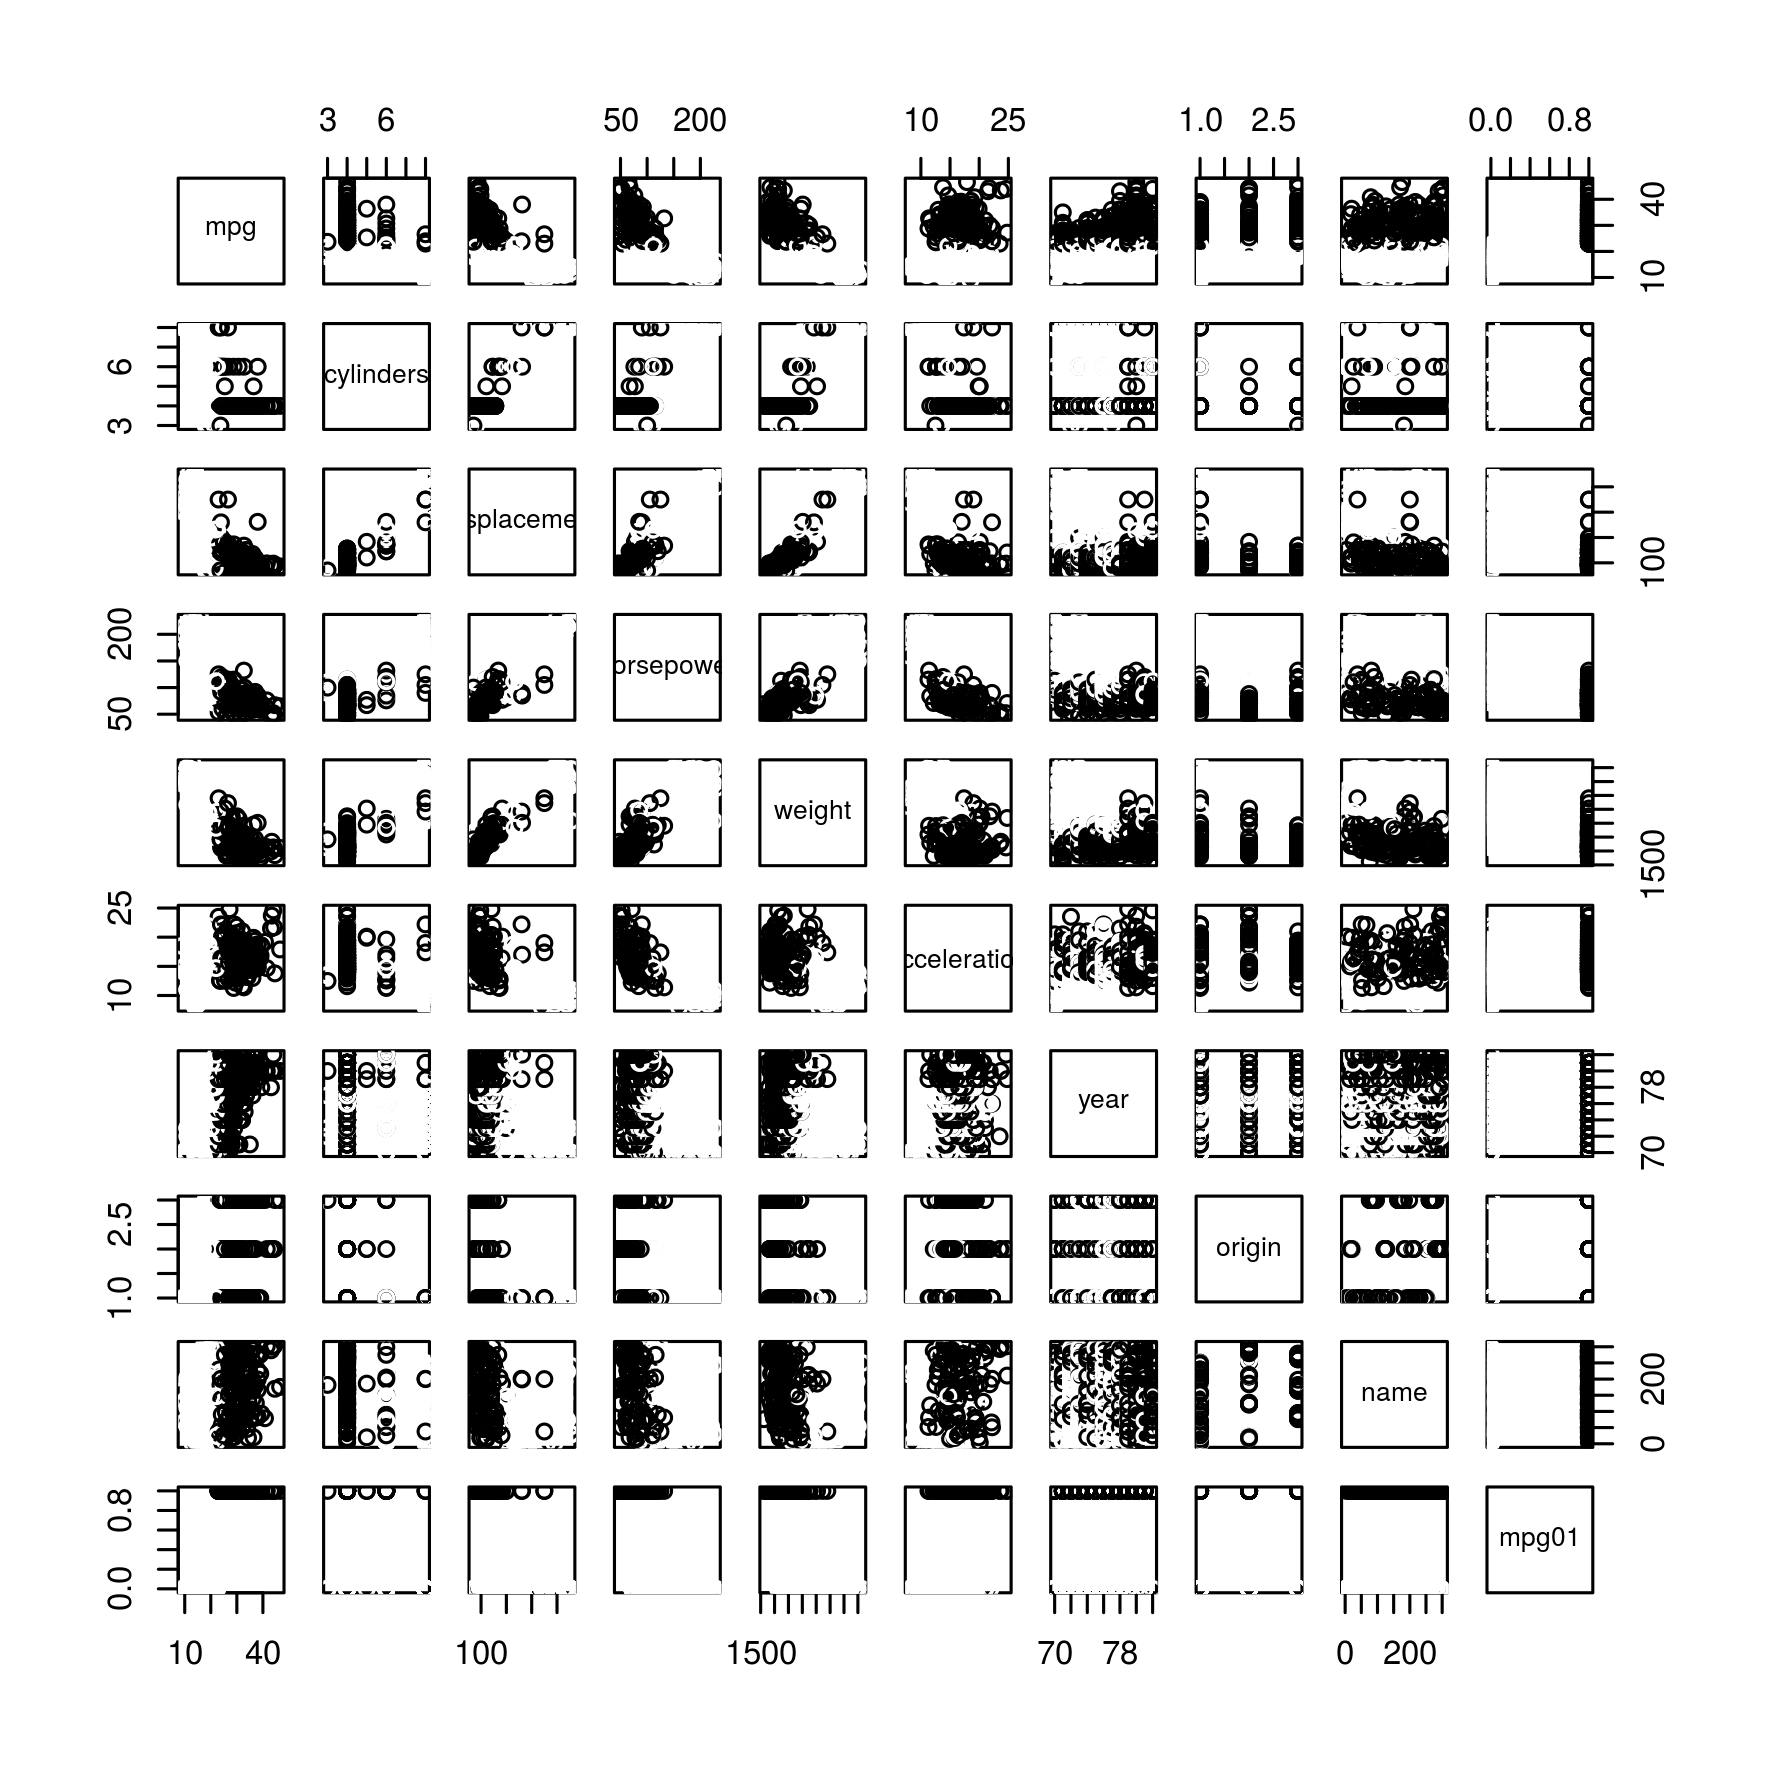 3 6 50 200 10 25 1.0 2.5 0.0 0.8
mpg 10 40
3 6 cylinders
splaceme 100
50 200 orsepowe
weight 1500
10 25 cceleratio
year 70 78
1.0 2.5 origin
name 0 200
0.0 0.8 mpg01
10 40 100 1500 70 78 0 200